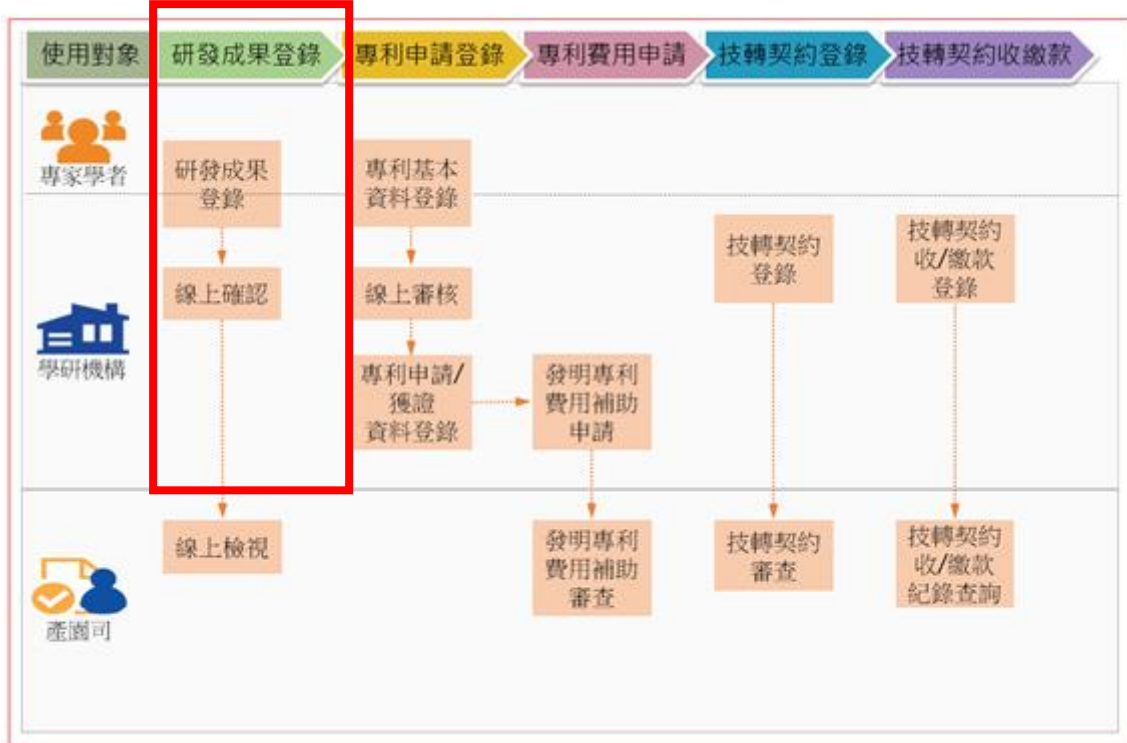 使用對象
研發成果登錄
專利申請登錄
專利費用申請
技轉契約登錄
技轉契約收繳款
專家學者
研發成果
登錄
專利基本
資料登錄
學研機構
線上確認
線上審核
專利申請/
獲證
資料登錄
發明專利
費用補助
申請
技轉契約
登錄
技轉契約
收/繳款
登錄
產園司
線上檢視
發明專利
費用補助
審查
技轉契約
審查
技轉契約
收/繳款
紀錄查詢